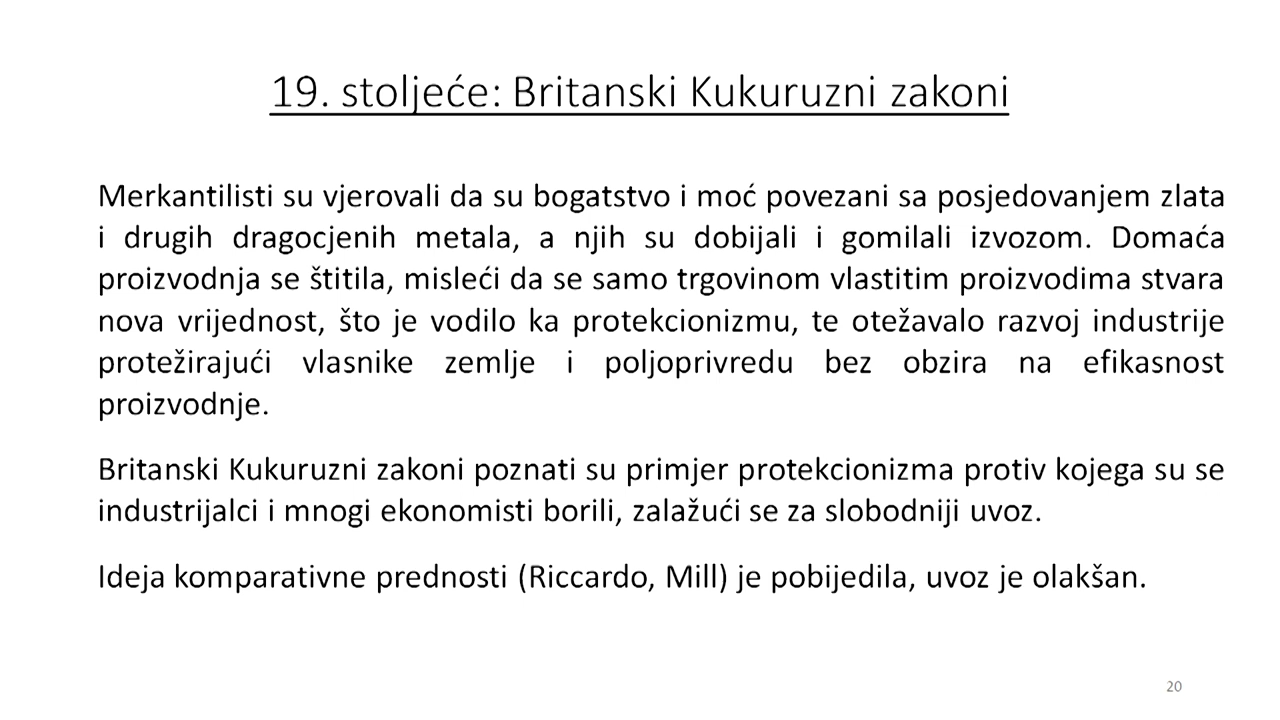 19. stoljeće: Britanski Kukuruzni zakoni
Merkantilisti su vjerovali da su bogatstvo i moć povezani sa posjedovanjem zlata
i drugih dragocjenih metala, a njih su dobijali i gomilali izvozom. Domaća
proizvodnja se štitila, misleći da se samo trgovinom vlastitim proizvodima stvara
nova vrijednost, što je vodilo ka protekcionizmu, te otežavalo razvoj industrije
protežirajući vlasnike zemlje i poljoprivredu bez obzira na efikasnost
proizvodnje.
Britanski Kukuruzni zakoni poznati su primjer protekcionizma protiv kojega su se
industrijalci i mnogi ekonomisti borili, zalažući se za slobodniji uvoz.
Ideja komparativne prednosti (Riccardo, Mill) je pobijedila, uvoz je olakšan.
20